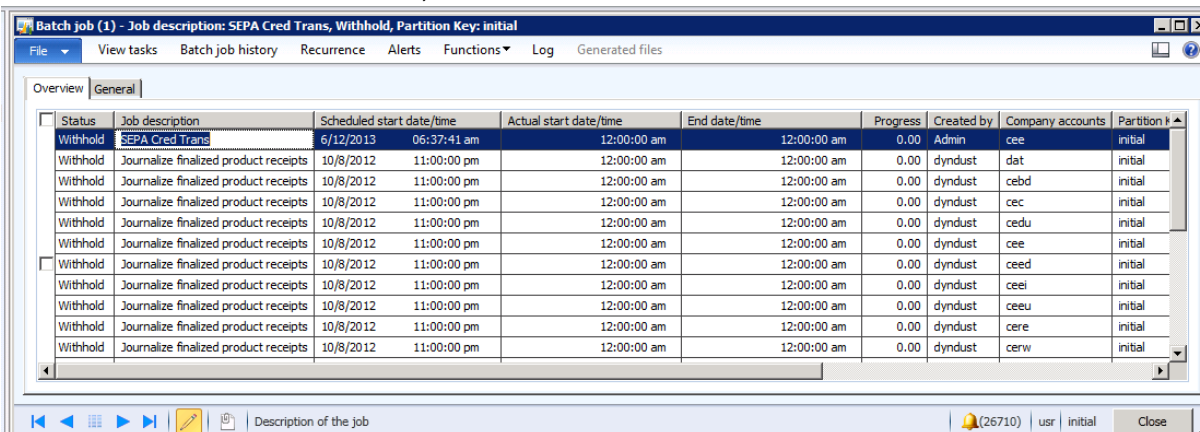 Batch job (1) - Job description: SEPA Cred Trans, Withhold, Partition Key: initial
File View tasks Batch job history Recurrence Alerts Functions Log Generated files
Overview General
Status Job description Scheduled start date/time Actual start date/time End date/time Progress Created by Company accounts Partition
Withhold SEPA Cred Trans 6/12/2013 06:37:41 am 12:00:00 am 12:00:00 am 0.00 Admin cee initial
Withhold Journalize finalized product receipts 10/8/2012 11:00:00 pm 12:00:00 am 12:00:00 am 0.00 dyndust dat initial
Withhold Journalize finalized product receipts 10/8/2012 11:00:00 pm 12:00:00 am 12:00:00 am 0.00 dyndust cebd initial
Withhold Journalize finalized product receipts 10/8/2012 11:00:00 pm 12:00:00 am 12:00:00 am 0.00 dyndust cec initial
Withhold Journalize finalized product receipts 10/8/2012 11:00:00 pm 12:00:00 am 12:00:00 am 0.00 dyndust cedu initial
Withhold Journalize finalized product receipts 10/8/2012 11:00:00 pm 12:00:00 am 12:00:00 am 0.00 dyndust cee initial
Withhold Journalize finalized product receipts 10/8/2012 11:00:00 pm 12:00:00 am 12:00:00 am 0.00 dyndust ceed initial
Withhold Journalize finalized product receipts 10/8/2012 11:00:00 pm 12:00:00 am 12:00:00 am 0.00 dyndust ceei initial
Withhold Journalize finalized product receipts 10/8/2012 11:00:00 pm 12:00:00 am 12:00:00 am 0.00 dyndust ceeu initial
Withhold Journalize finalized product receipts 10/8/2012 11:00:00 pm 12:00:00 am 12:00:00 am 0.00 dyndust cere initial
Withhold Journalize finalized product receipts 10/8/2012 11:00:00 pm 12:00:00 am 12:00:00 am 0.00 dyndust cerw initial
Description of the job (26710) usr initial Close